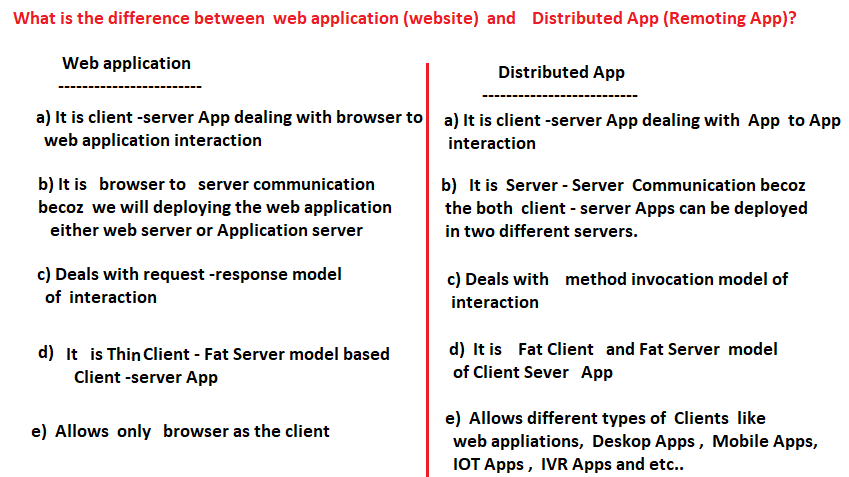 What is the difference between web application (website) and Distributed App (Remoting App)?
Web application
------------------------
a) It is client -server App dealing with browser to
web application interaction
b) It is browser to server communication
becoz we will deploying the web application
either web server or Application server
c) Deals with request -response model
of interaction
d) It is Thin Client - Fat Server model based
Client -server App
e) Allows only browser as the client
Distributed App
--------------------------
a) It is client -server App dealing with App to App
interaction
b) It is Server - Server Communication becoz
the both client - server Apps can be deployed
in two different servers.
c) Deals with method invocation model of
interaction
d) It is Fat Client and Fat Server model
of Client Sever App
e) Allows different types of Clients like
web appliations, Deskop Apps , Mobile Apps,
IOT Apps , IVR Apps and etc..